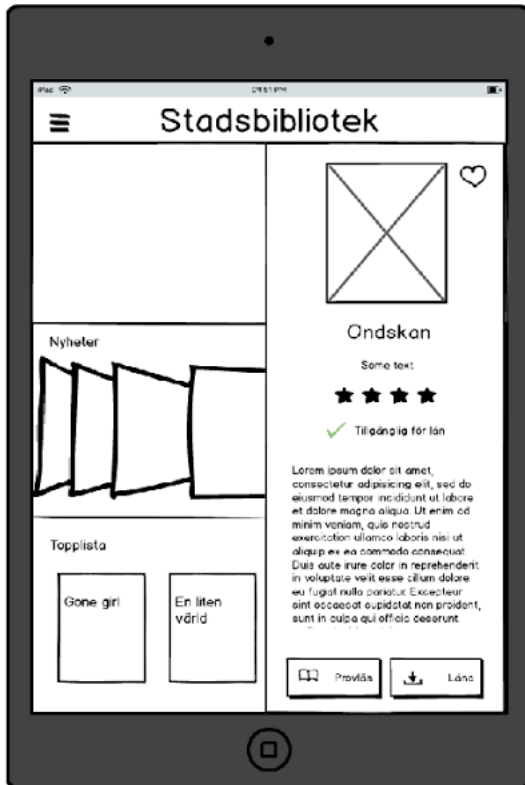 iPad
Stadsbibliotek
Nyheter
Topplista
Gone girl
En liten
värld
Ondskan
Some text
Tillgänglig för lån
Lorem ipsum dolor sit amet,
consectetur adipisicing elit, sed do
eiusmod tempor incididunt ut labore
et dolore magna aliqua. Ut enim ad
minim veniam, quis nostrud
exercitation ullamco laboris nisi ut
aliquip ex ea commodo consequat.
Duis aute irure dolor in reprehenderit
in voluptate velit esse cillum dolore
eu fugiat nulla pariatur. Excepteur
sint occaecat cupidatat non proident,
sunt in culpa qui officia deserunt
Provlån
Låna